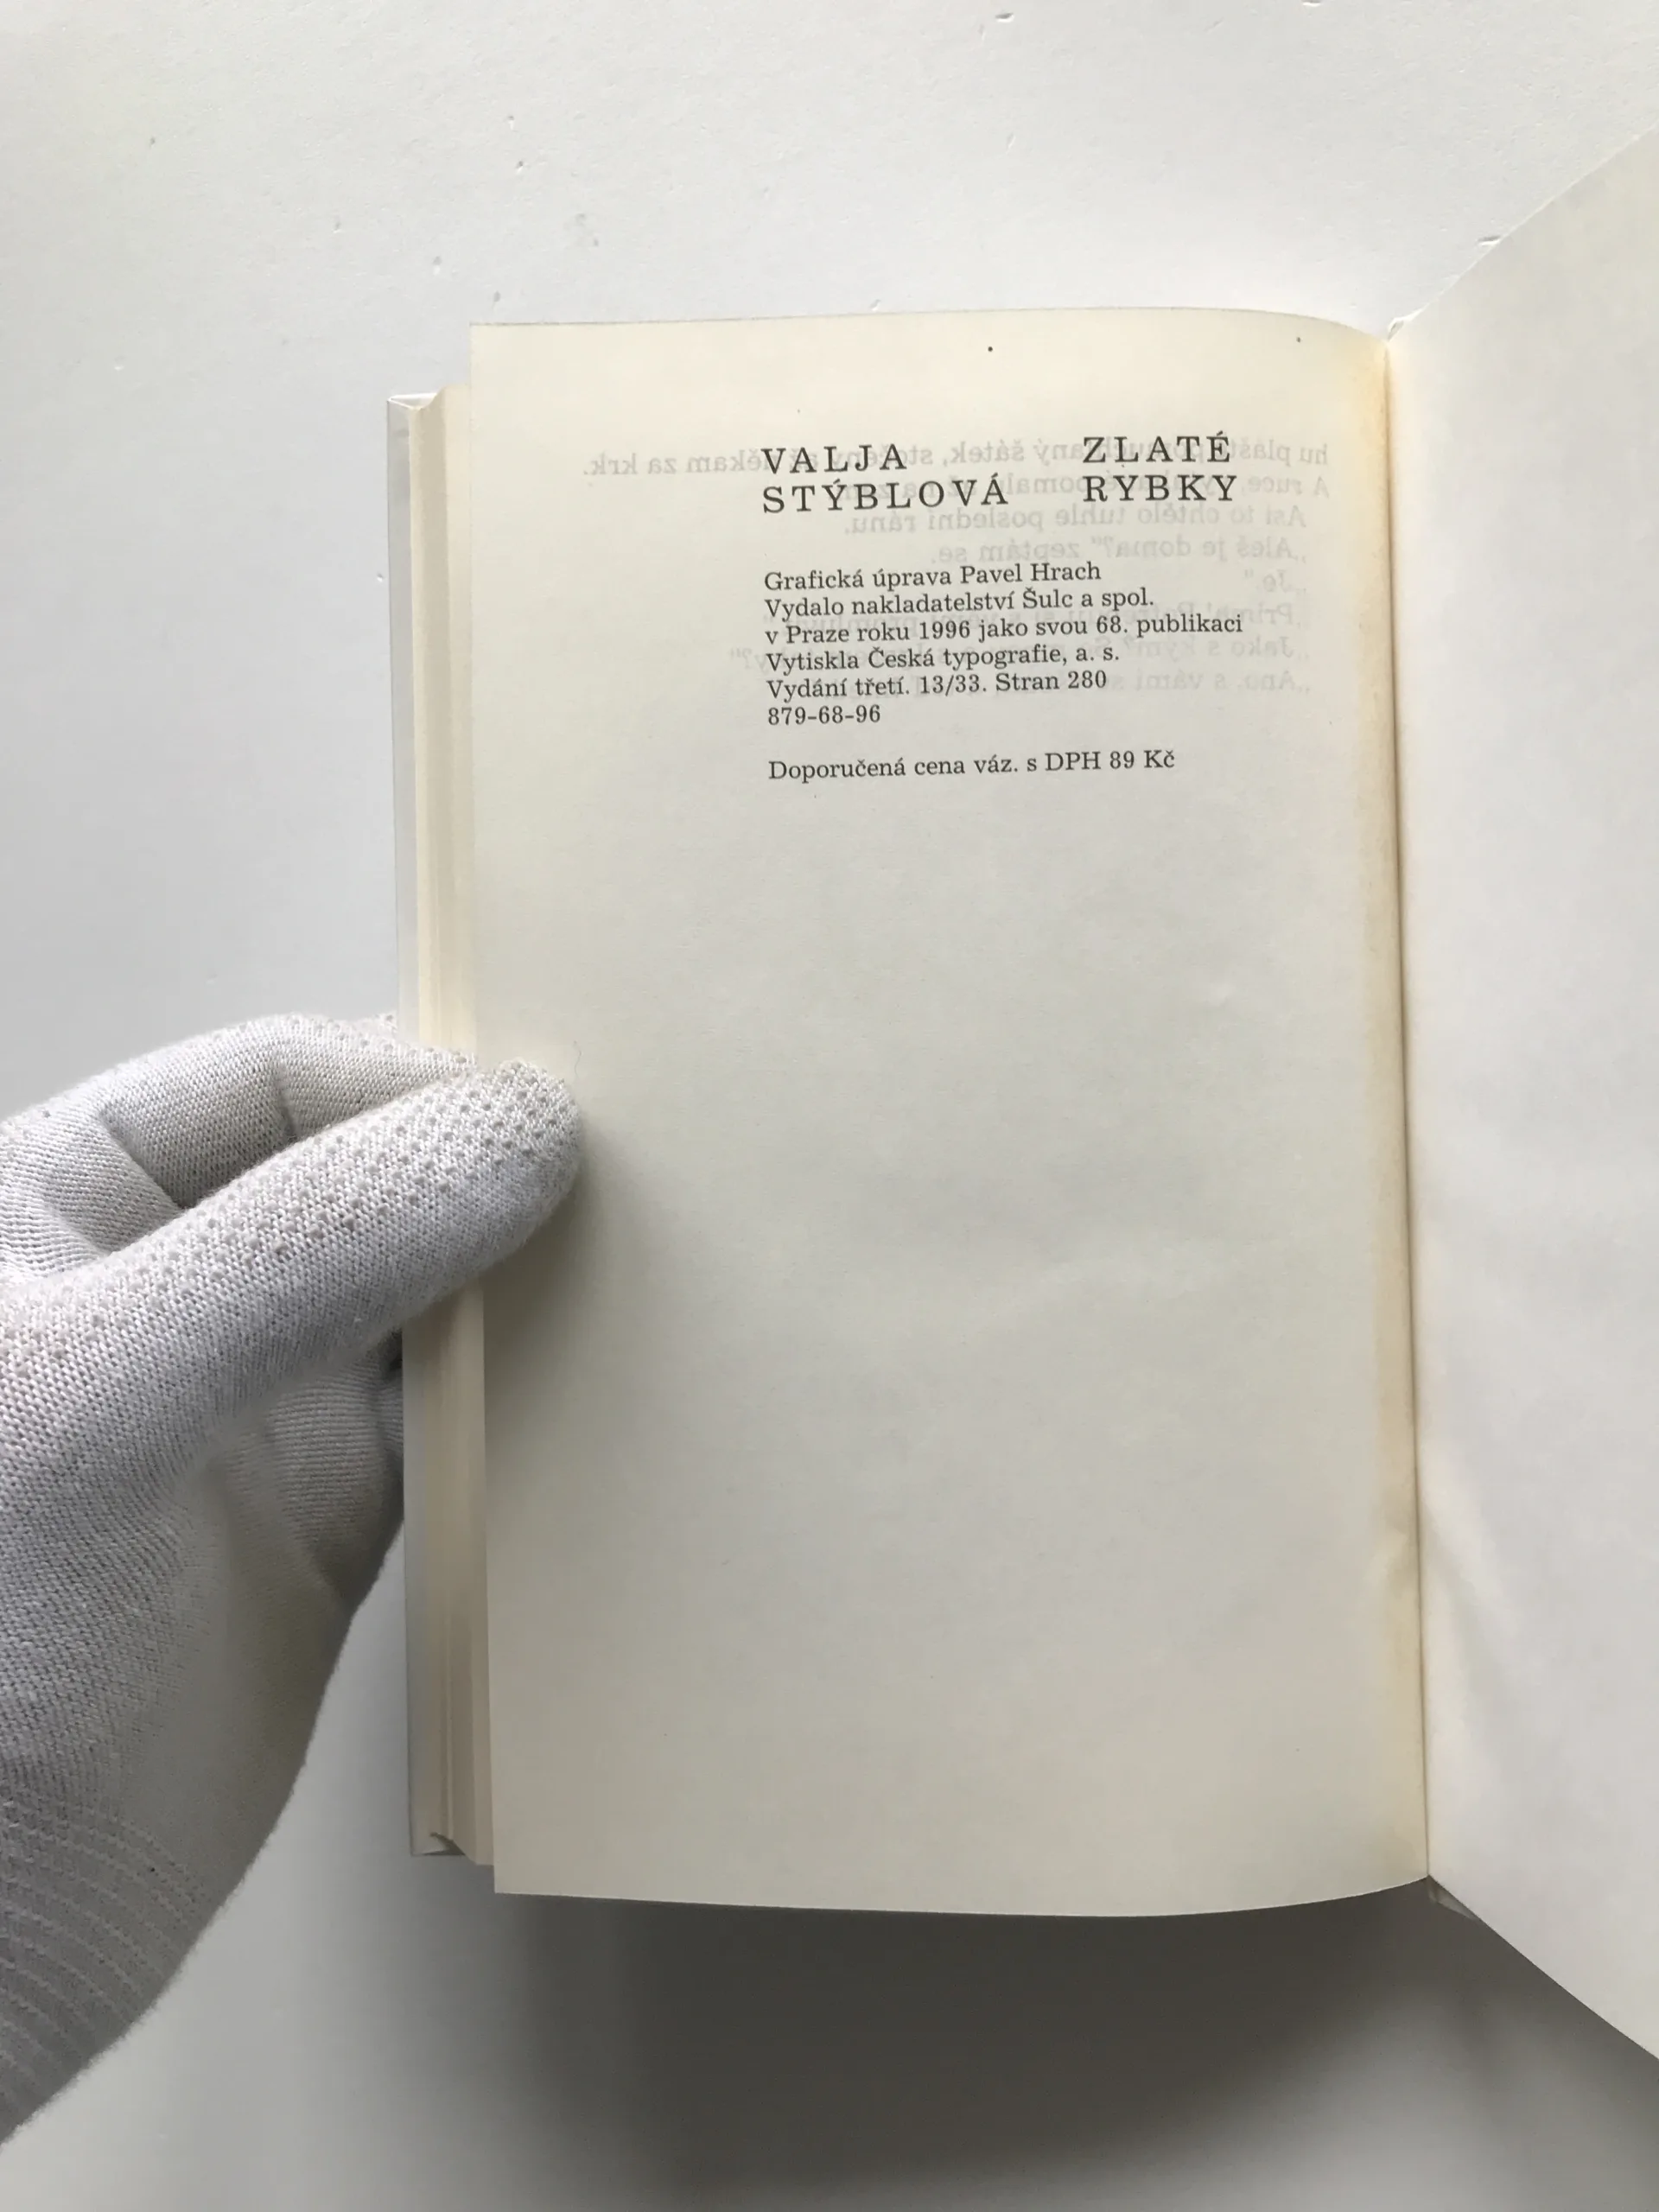 VALJA
STÝBLOVÁ
ZLATÉ
RYBKY
Grafická úprava Pavel Hrach
Vydalo nakladatelství Šulc a spol.
v Praze roku 1996 jako svou 68. publikaci
Vytiskla Česká typografie, a. s.
Vydání třetí. 13/33. Stran 280
879-68-96
Doporučená cena váz. s DPH 89 Kč